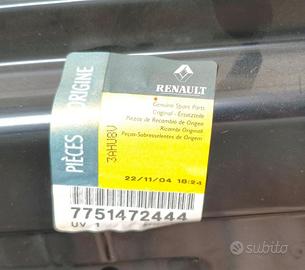 PIÈCES ORIGINE
RENAULT
Genuine Spare Parts
Original-Ersatzteile
Piezas de Recambio de Origen
Ricambi Originali
Peças-Sobresselentes de Origem
3AHU8V
22/11/04 18:24
7751472444
UV. 1
subito